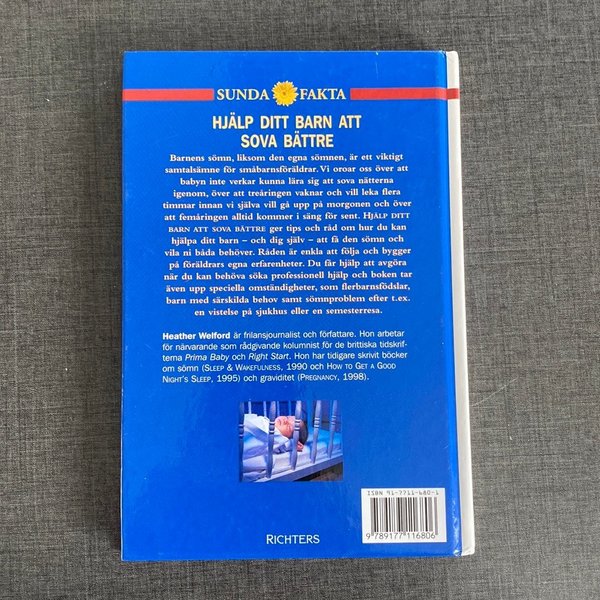 SUNDA FAKTA
HJÄLP DITT BARN ATT
SOVA BÄTTRE
Barnens sömn, liksom den egna sömnen, är ett viktigt
samtalsämne för småbarnsföräldrar. Vi oroar oss över att
babyn inte verkar kunna lära sig att sova nätterna
igenom, över att treåringen vaknar och vill leka flera
timmar innan vi själva vill gå upp på morgonen och över
att femåringen alltid kommer i säng för sent. HJÄLP DITT
BARN ATT SOVA BÄTTRE ger tips och råd om hur du kan
hjälpa ditt barn – och dig själv – att få den sömn och
vila ni båda behöver. Råden är enkla att följa och bygger
på föräldrars egna erfarenheter. Du får hjälp att avgöra
när du kan behöva söka professionell hjälp och boken tar
även upp speciella omständigheter, som flerbarnsfödslar,
barn med särskilda behov samt sömnproblem efter t.ex.
en vistelse på sjukhus eller en semesterresa.
Heather Welford är frilansjournalist och författare. Hon arbetar
för närvarande som rådgivande kolumnist för de brittiska tidskrif-
terna Prima Baby och Right Start. Hon har tidigare skrivit böcker
om sömn (SLEEP & WAKEFULNESS, 1990 och HOW TO GET A GOOD
NIGHT'S SLEEP, 1995) och graviditet (PREGNANCY, 1998).
ISBN 91-7711-680-1
9 789177 116806
RICHTERS